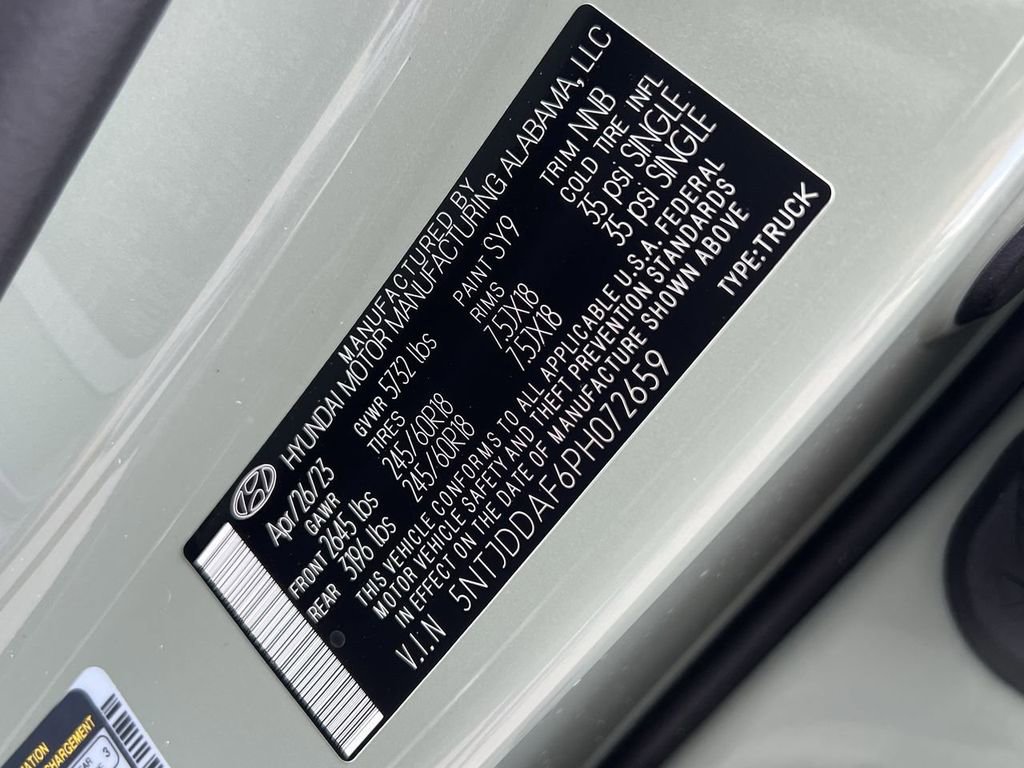 MANUFACTURED BY
HYUNDAI MOTOR MANUFACTURING ALABAMA, LLC
Apr/26/23 GVWR 5732 lbs PAINT SY9 TRIM NNB
GAWR TIRES RIMS COLD TIRE INFL
FRONT 2645 lbs 245/60R18 7.5JX18 35 psi SINGLE
REAR 3196 lbs 245/60R18 7.5JX18 35 psi SINGLE
THIS VEHICLE CONFORMS TO ALL APPLICABLE U.S.A. FEDERAL
MOTOR VEHICLE SAFETY AND THEFT PREVENTION STANDARDS
IN EFFECT ON THE DATE OF MANUFACTURE SHOWN ABOVE
V.I.N 5NTJDDAF6PH072659 TYPE:TRUCK
3